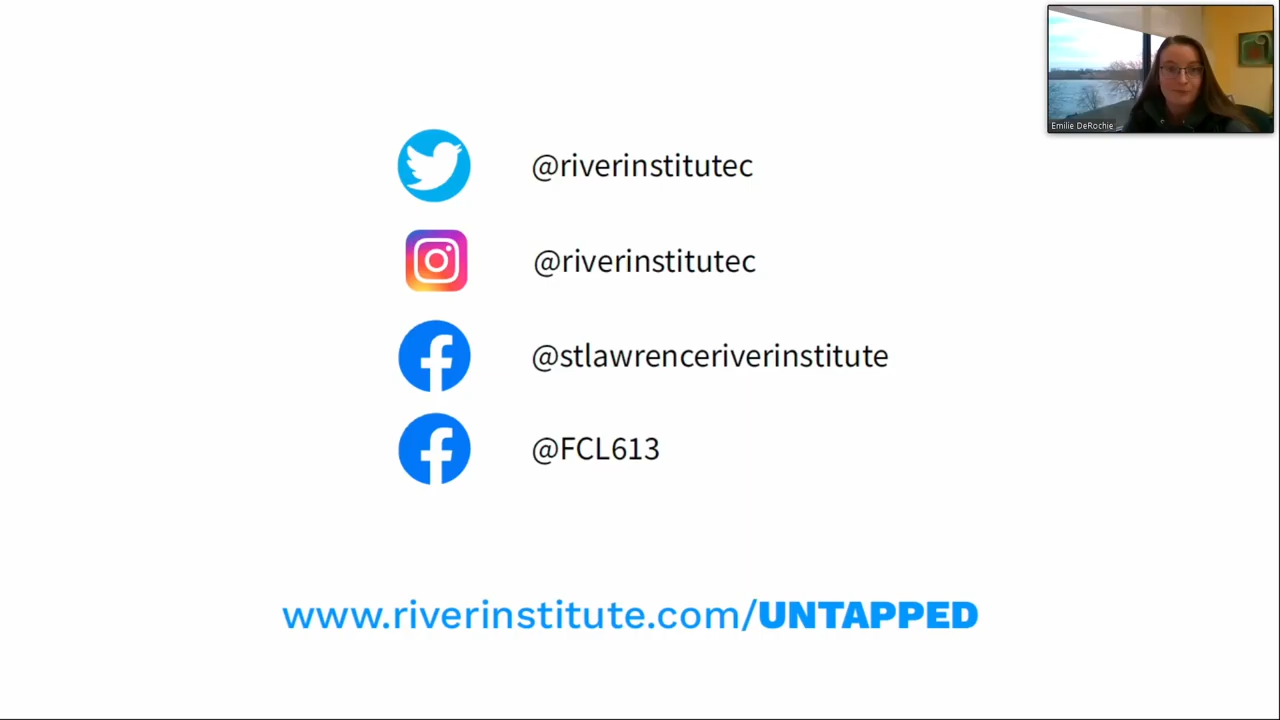 Emilie DeRochie
@riverinstitutec
@riverinstitutec
@stlawrenceriverinstitute
@FCL613
www.riverinstitute.com/UNTAPPED